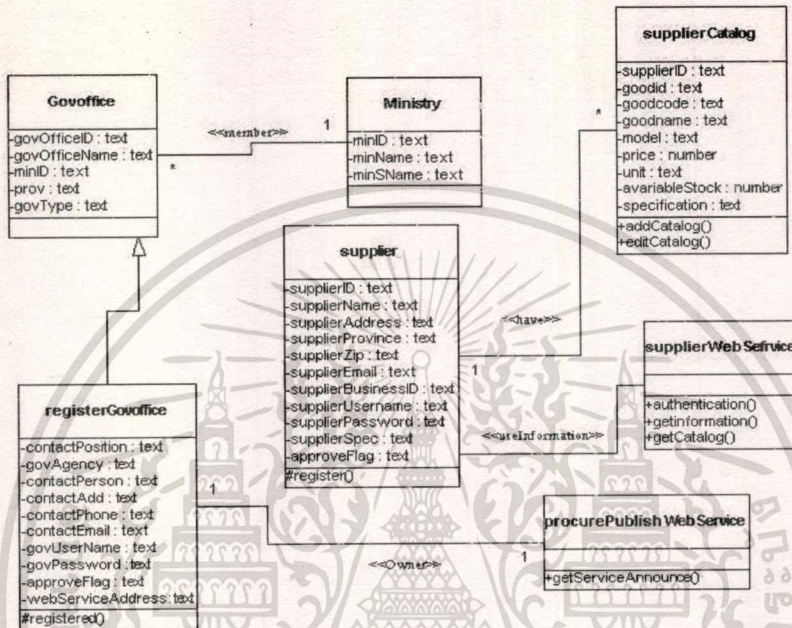 Govoffice
-govOfficeID : text
-govOfficeName : text
-minID : text
-prov : text
-govType : text
<<member>>
*
1
Ministry
-minID : text
-minName : text
-minSName : text
supplierCatalog
-supplierID : text
-goodid : text
-goodcode : text
-goodname : text
-model : text
-price : number
-unit : text
-avariableStock : number
-specification : text
+addCatalog()
+editCatalog()
*
<<have>>
1
supplier
-supplierID : text
-supplierName : text
-supplierAddress : text
-supplierProvince : text
-supplierZip : text
-supplierEmail : text
-supplierBusinessID : text
-supplierUsername : text
-supplierPassword : text
-supplierSpec : text
-approveFlag : text
#register()
<<useInformation>>
supplierWeb Sefrvice
+authentication()
+getinformation()
+getCatalog()
registerGovoffice
-contactPosition : text
-govAgency : text
-contactPerson : text
-contactAdd : text
-contactPhone : text
-contactEmail : text
-govUserName : text
-govPassword : text
-approveFlag : text
-webServiceAddress: text
#registered()
1
<<Owner>>
1
procurePublish WebService
+getServiceAnnounce()